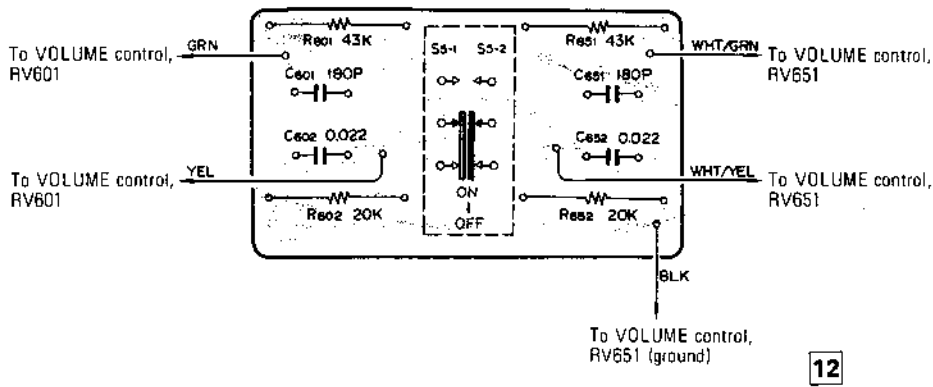 R601 43K
S5-1 S5-2
R651 43K
GRN
WHT/GRN
To VOLUME control,
RV601
To VOLUME control,
RV651
C601 180P
C651 180P
C602 0.022
C652 0.022
YEL
WHT/YEL
To VOLUME control,
RV601
To VOLUME control,
RV651
ON
R602 20K
OFF
R652 20K
BLK
To VOLUME control,
RV651 (ground)
12